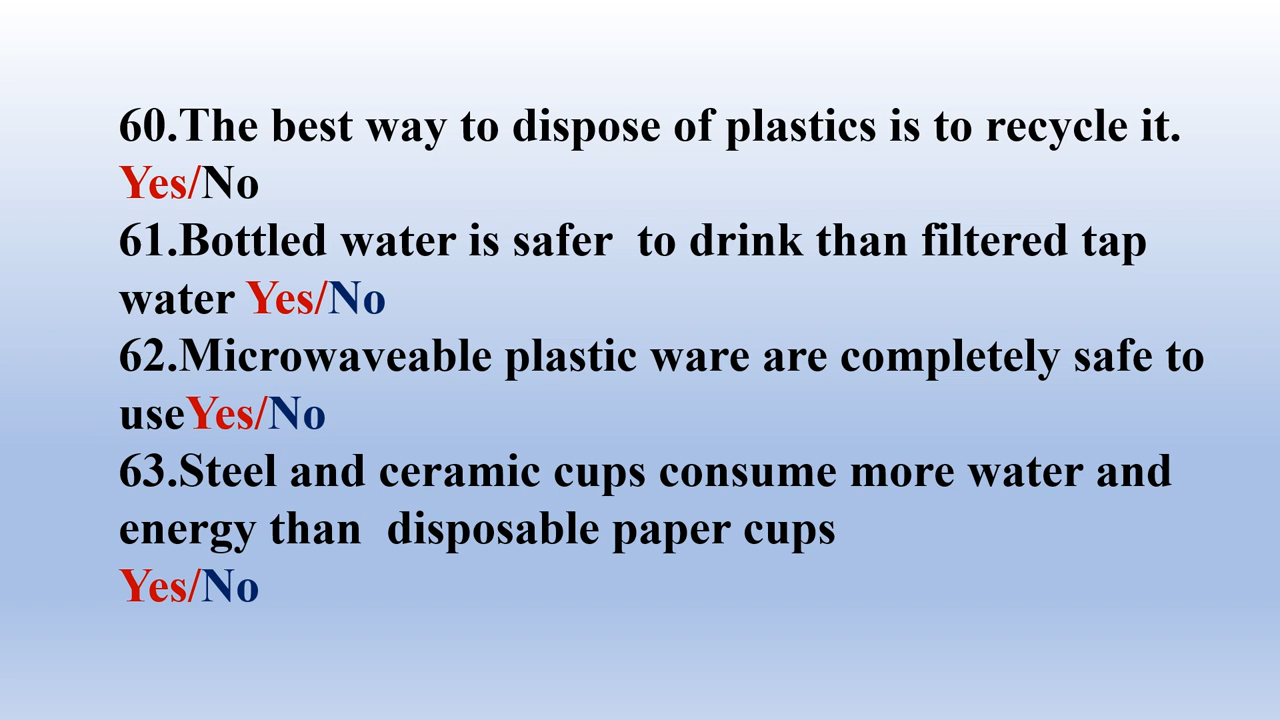 60.The best way to dispose of plastics is to recycle it.
Yes/No
61.Bottled water is safer  to drink than filtered tap
water Yes/No
62.Microwaveable plastic ware are completely safe to
useYes/No
63.Steel and ceramic cups consume more water and
energy than  disposable paper cups
Yes/No